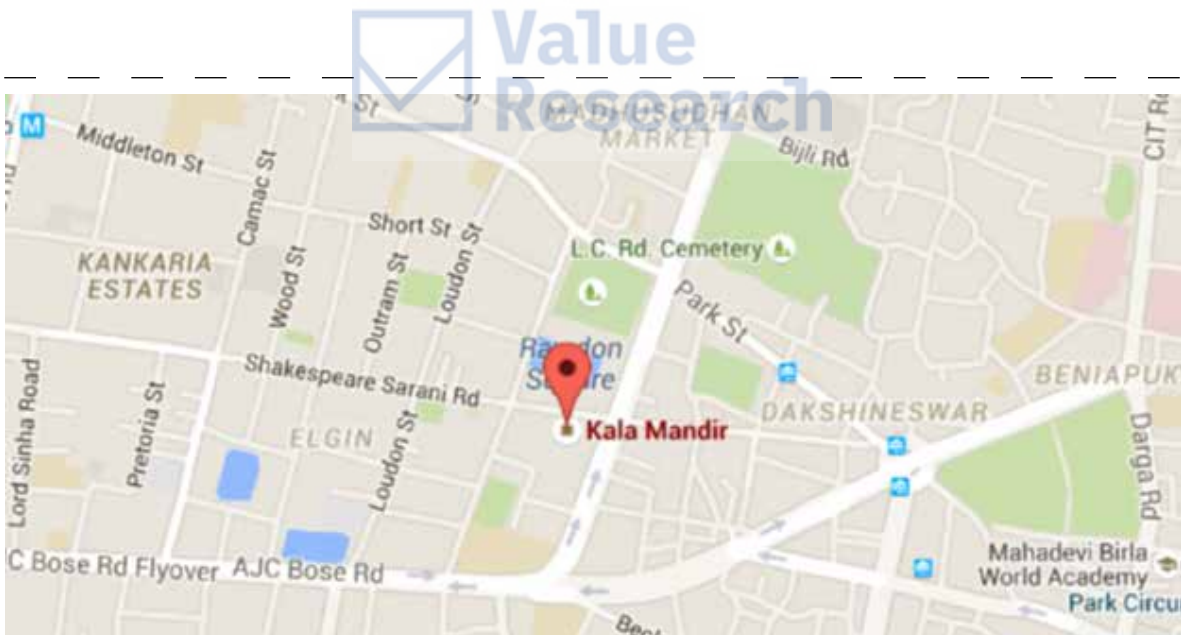 Value
Research
k St
MADHUSUDHAN
MARKET
CIT R
M
Middleton St
Bijli Rd
Camac St
Short St
Loudon St
L.C. Rd. Cemetery
KANKARIA
ESTATES
Wood St
Outram St
Park St
Shakespeare Sarani Rd
Kala Mandir
DAKSHINESWAR
BENIAPUK
Lord Sinha Road
Pretoria St
ELGIN
Loudon St
Darga Rd
C Bose Rd Flyover
AJC Bose Rd
Mahadevi Birla
World Academy
Park Circu